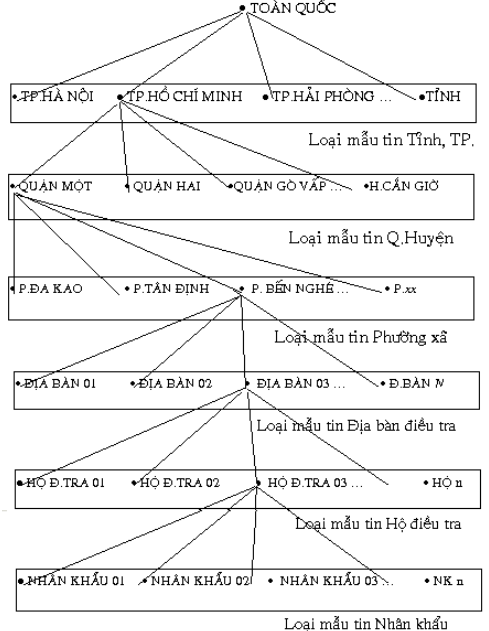 • TOÀN QUỐC
• TP.HÀ NỘI • TP.HỒ CHÍ MINH • TP.HẢI PHÒNG ... •TỈNH
Loại mẫu tin Tỉnh, TP.
• QUẬN MỘT • QUẬN HAI •QUẬN GÒ VẤP ... •H.CẦN GIỜ
Loại mẫu tin Q.Huyện
• P.ĐA KAO • P.TÂN ĐỊNH • P. BẾN NGHÉ ... • P.xx
Loại mẫu tin Phường xã
• ĐỊA BÀN 01 • ĐỊA BÀN 02 • ĐỊA BÀN 03 ... • Đ.BÀN N
Loại mẫu tin Địa bàn điều tra
• HỘ Đ.TRA 01 • HỘ Đ.TRA 02 • HỘ Đ.TRA 03 ... • HỘ n
Loại mẫu tin Hộ điều tra
• NHÂN KHẨU 01 • NHÂN KHẨU 02 • NHÂN KHẨU 03 ... • NK n
Loại mẫu tin Nhân khẩu